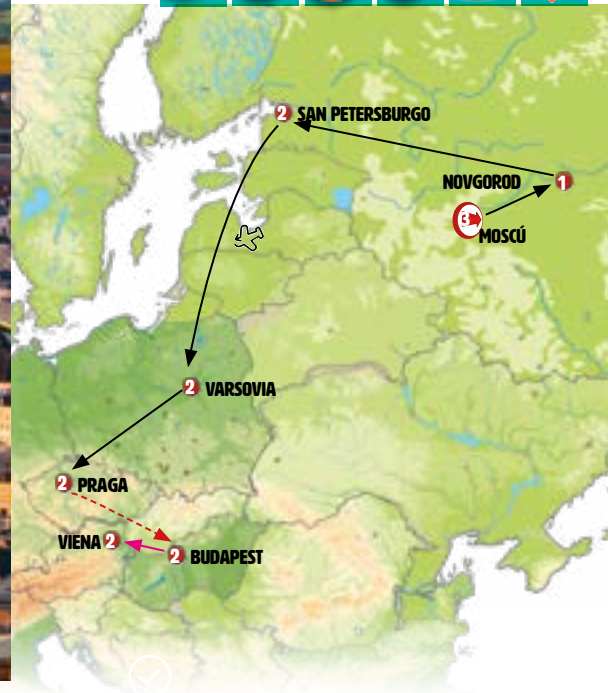 2 SAN PETERSBURGO
NOVGOROD 1
3
MOSCÚ
2 VARSOVIA
2 PRAGA
VIENA 2
2 BUDAPEST